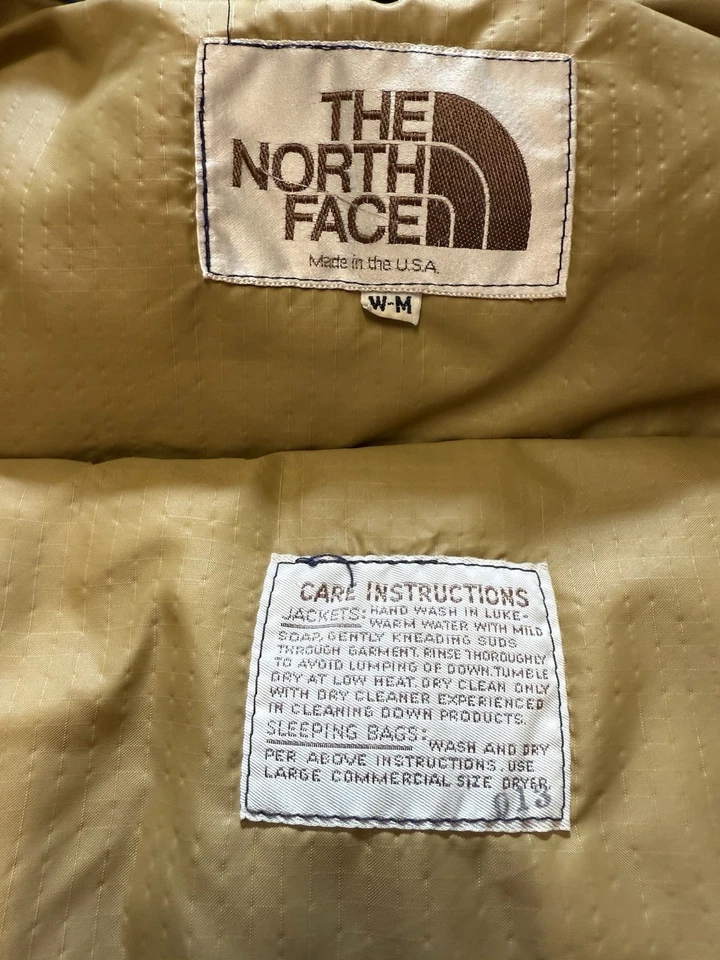 THE
NORTH
FACE
Made in the U.S.A.
W-M
CARE INSTRUCTIONS
JACKETS: HAND WASH IN LUKE-
WARM WATER WITH MILD
SOAP, GENTLY KNEADING SUDS
THROUGH GARMENT. RINSE THOROUGHLY
TO AVOID LUMPING OF DOWN. TUMBLE
DRY AT LOW HEAT. DRY CLEAN ONLY
WITH DRY CLEANER EXPERIENCED
IN CLEANING DOWN PRODUCTS.
SLEEPING BAGS:
WASH AND DRY
PER ABOVE INSTRUCTIONS. USE
LARGE COMMERCIAL SIZE DRYER.
013